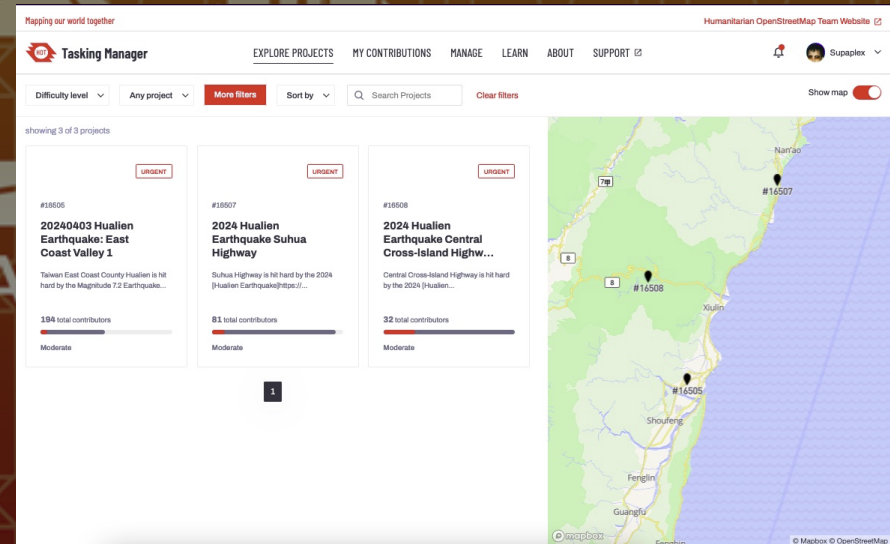 Mapping our world together
Humanitarian OpenStreetMap Team Website
HOT
Tasking Manager
EXPLORE PROJECTS
MY CONTRIBUTIONS
MANAGE
LEARN
ABOUT
SUPPORT
Supaplex
Difficulty level
Any project
More filters
Sort by
Search Projects
Clear filters
Show map
showing 3 of 3 projects
URGENT
#16505
20240403 Hualien
Earthquake: East
Coast Valley 1
Taiwan East Coast County Hualien is hit
hard by the Magnitude 7.2 Earthquake...
194 total contributors
Moderate
URGENT
#16507
2024 Hualien
Earthquake Suhua
Highway
Suhua Highway is hit hard by the 2024
[Hualien Earthquake]https://...
81 total contributors
Moderate
URGENT
#16508
2024 Hualien
Earthquake Central
Cross-Island Highw...
Central Cross-Island Highway is hit hard
by the 2024 [Hualien...
32 total contributors
Moderate
1
Nan'ao
#16507
8
8
#16508
Xiulin
#16505
Shoufeng
Fenglin
Guangfu
mapbox
© Mapbox © OpenStreetMap